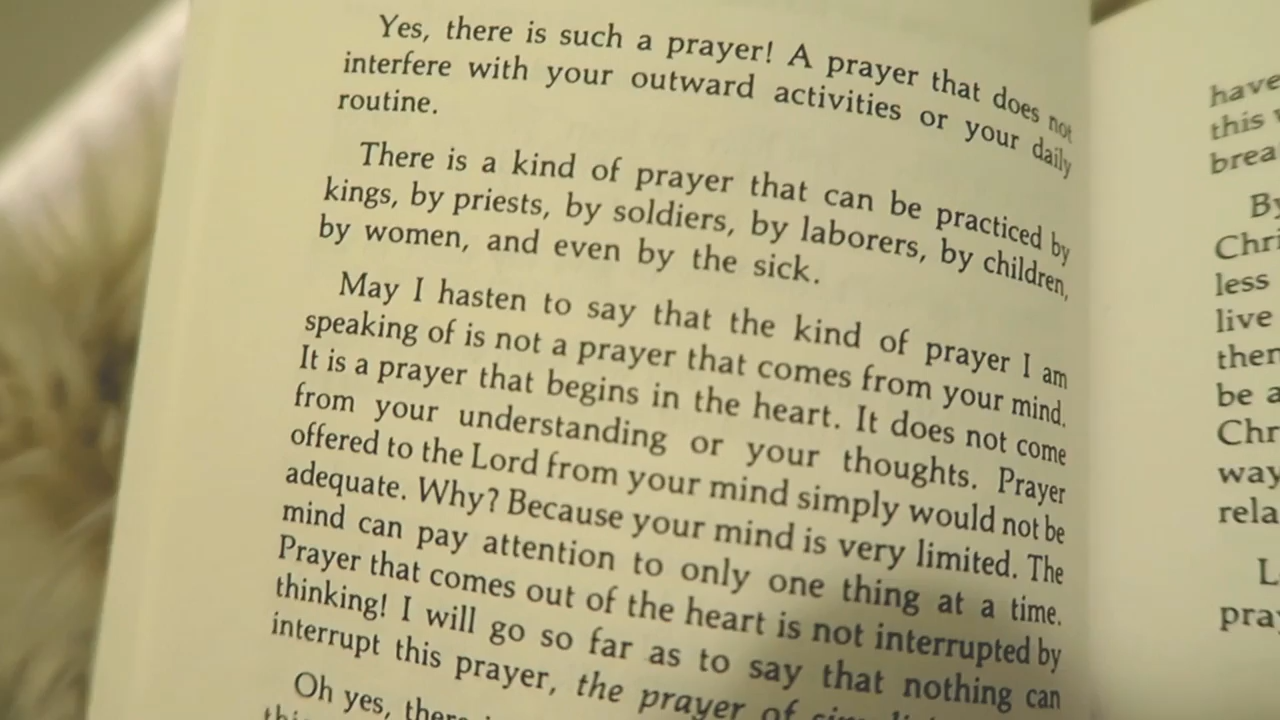 Yes, there is such a prayer! A prayer that does not
interfere with your outward activities or your daily
routine.
There is a kind of prayer that can be practiced by
kings, by priests, by soldiers, by laborers, by children,
by women, and even by the sick.
May I hasten to say that the kind of prayer I am
speaking of is not a prayer that comes from your mind.
It is a prayer that begins in the heart. It does not come
from your understanding or your thoughts. Prayer
offered to the Lord from your mind simply would not be
adequate. Why? Because your mind is very limited. The
mind can pay attention to only one thing at a time.
Prayer that comes out of the heart is not interrupted by
thinking! I will go so far as to say that nothing can
interrupt this prayer, the prayer of
Oh yes,
have
this
By
less
live
be a
way